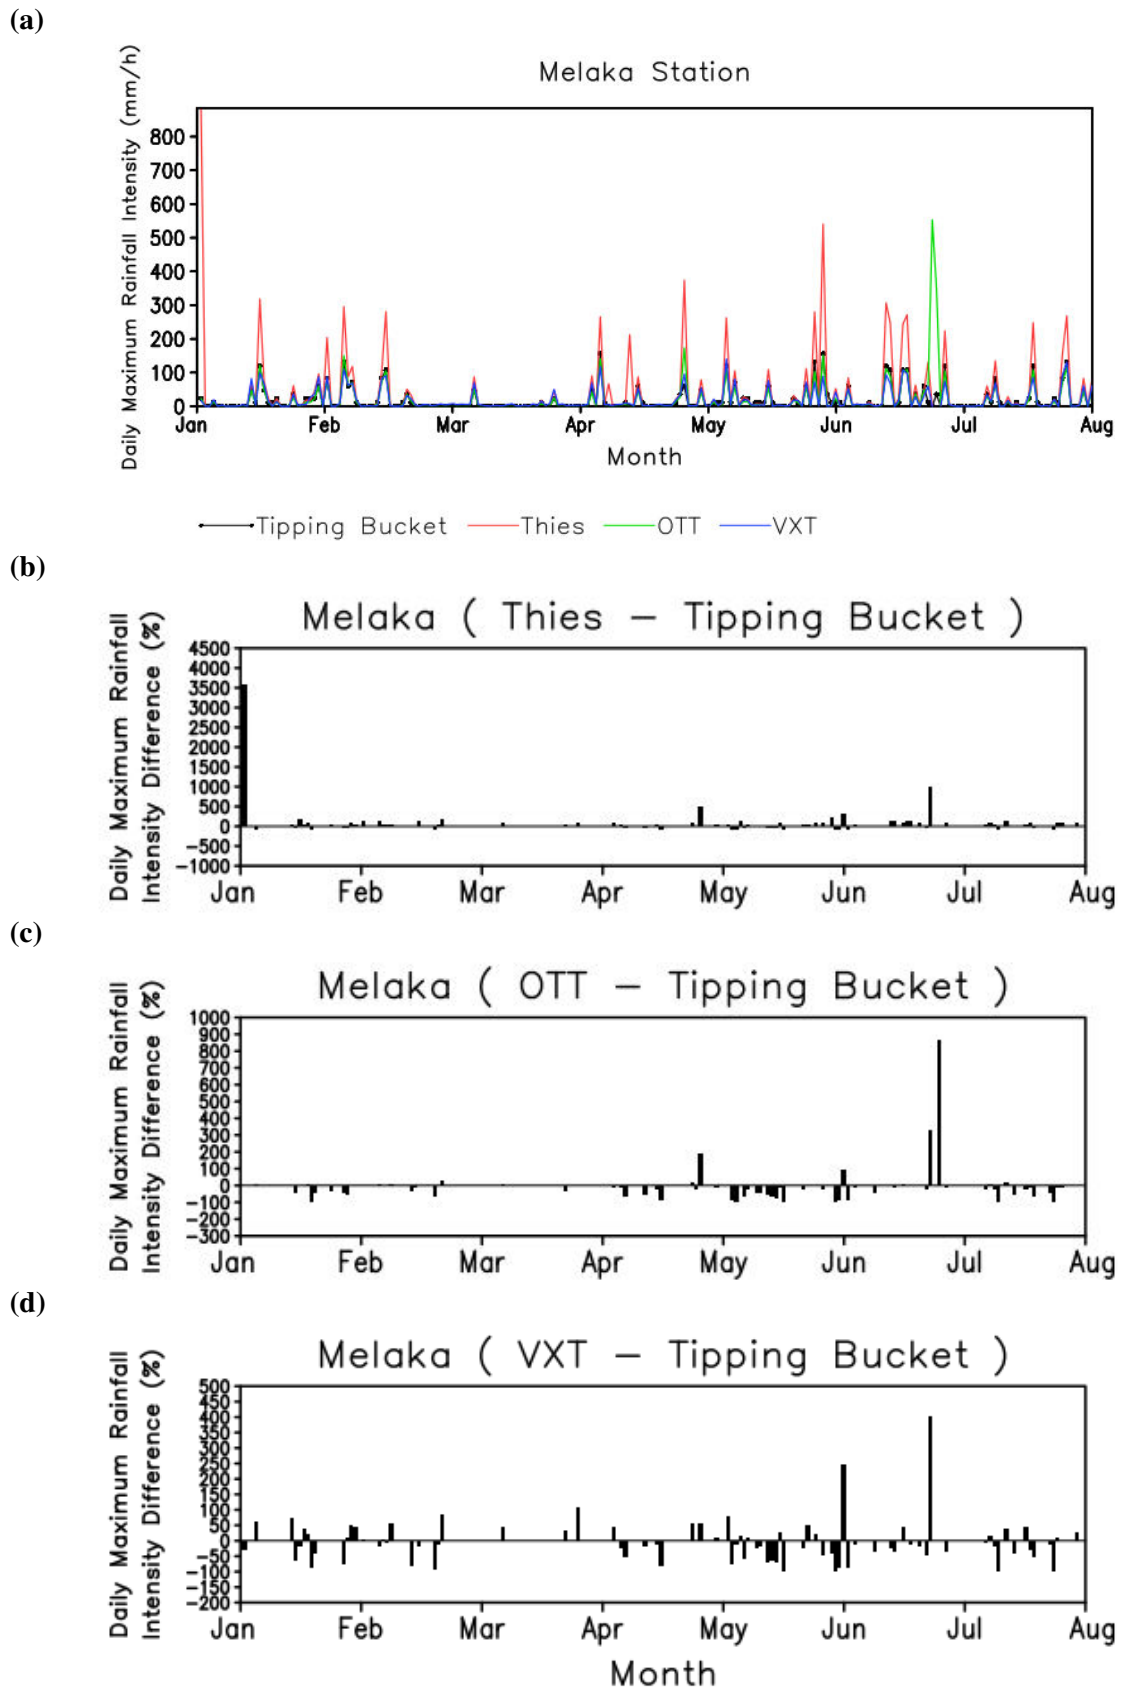 (a)
Melaka Station
Daily Maximum Rainfall Intensity (mm/h)
800
700
600
500
400
300
200
100
0
Jan Feb Mar Apr May Jun Jul Aug
Month
Tipping Bucket Thies OTT VXT
(b)
Melaka ( Thies – Tipping Bucket )
Daily Maximum Rainfall
Intensity Difference (%)
4500
4000
3500
3000
2500
2000
1500
1000
500
0
−500
−1000
Jan Feb Mar Apr May Jun Jul Aug
(c)
Melaka ( OTT – Tipping Bucket )
Daily Maximum Rainfall
Intensity Difference (%)
1000
900
800
700
600
500
400
300
200
100
0
−100
−200
−300
Jan Feb Mar Apr May Jun Jul Aug
(d)
Melaka ( VXT – Tipping Bucket )
Daily Maximum Rainfall
Intensity Difference (%)
500
450
400
350
300
250
200
150
100
50
0
−50
−100
−150
−200
Jan Feb Mar Apr May Jun Jul Aug
Month